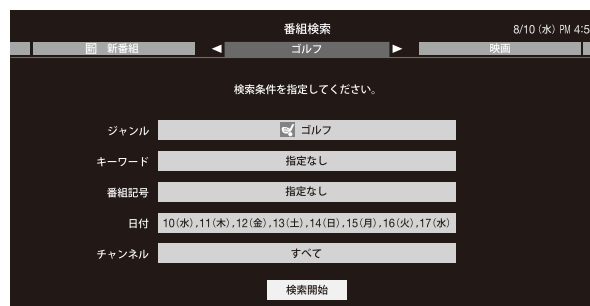 番組検索
8/10 (水) PM 4:5
新 新番組 ◀ ゴルフ ▶ 映画
検索条件を指定してください。
ジャンル ゴルフ
キーワード 指定なし
番組記号 指定なし
日付 10(水),11(木),12(金),13(土),14(日),15(月),16(火),17(水)
チャンネル すべて
検索開始